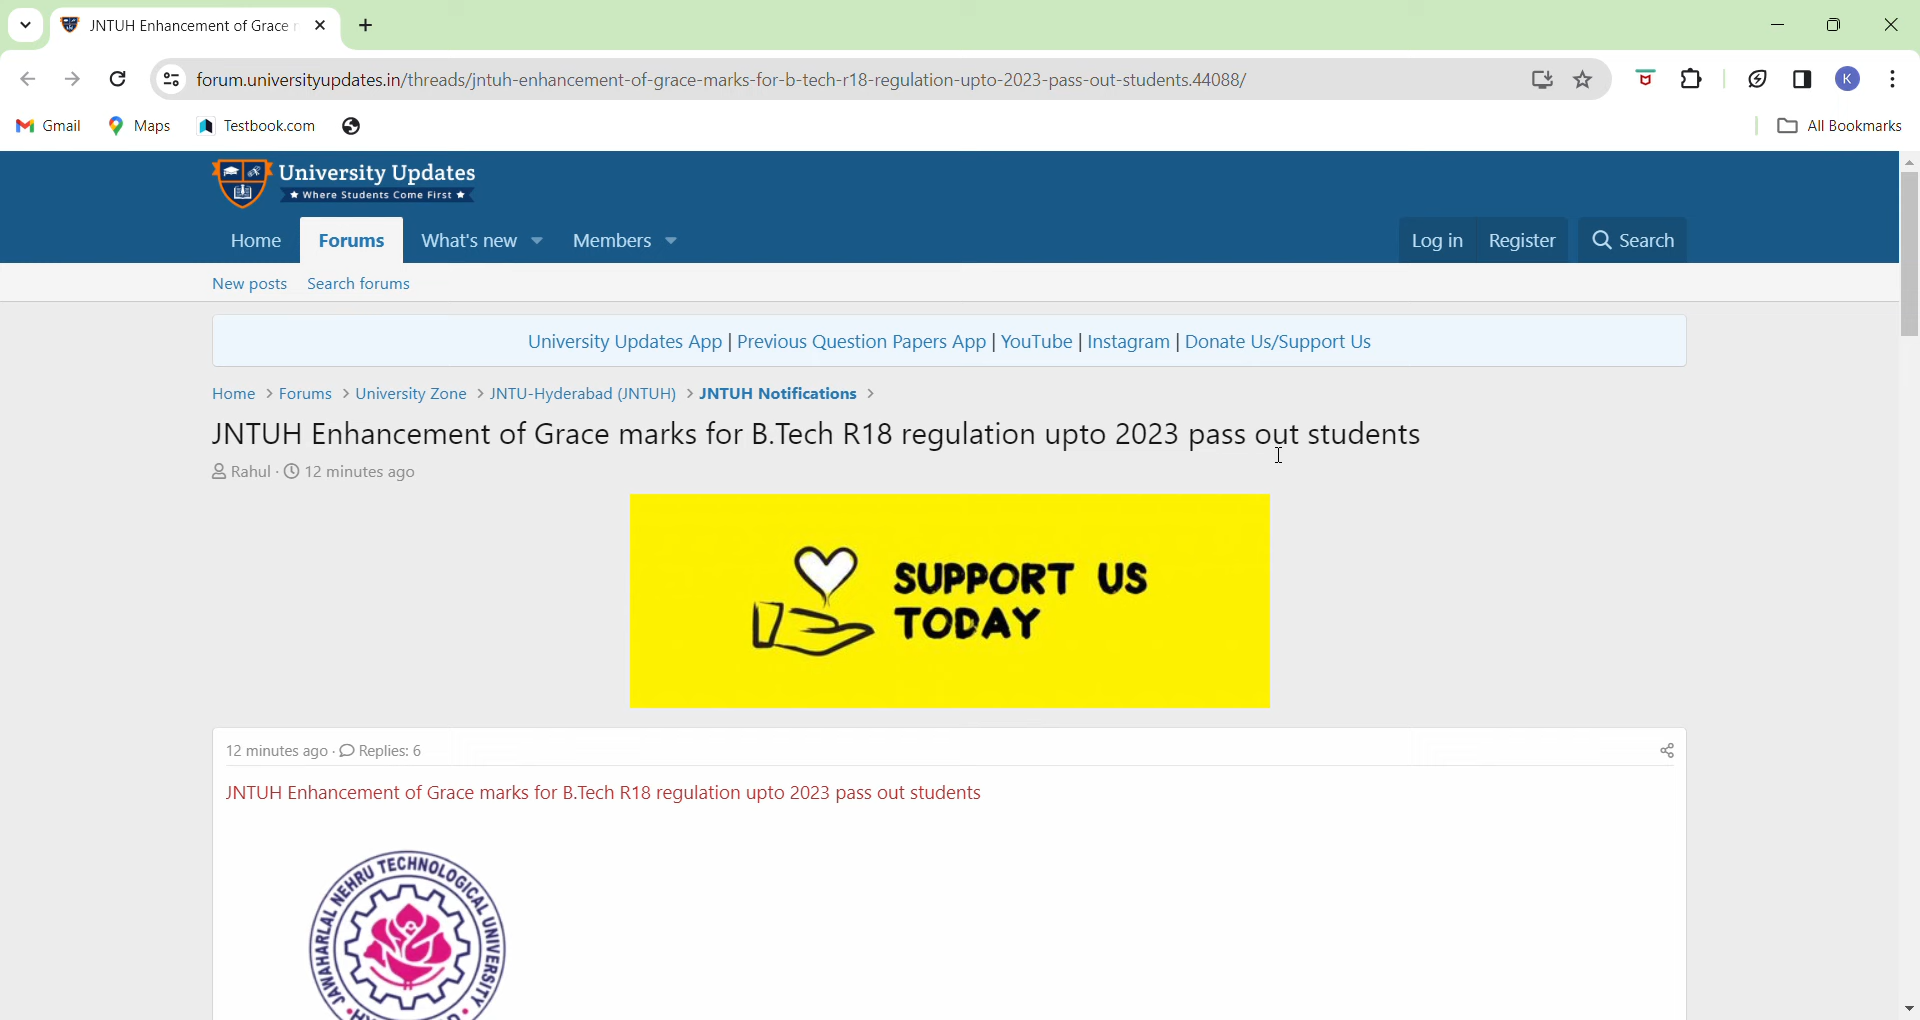 JNTUH Enhancement of Grace
forum.universityupdates.in/threads/jntuh-enhancement-of-grace-marks-for-b-tech-r18-regulation-upto-2023-pass-out-students.44088/
K
Gmail Maps Testbook.com All Bookmarks
University Updates
★ Where Students Come First ★
Home Forums What's new Members Log in Register Search
New posts Search forums
University Updates App | Previous Question Papers App | YouTube | Instagram | Donate Us/Support Us
Home > Forums > University Zone > JNTU-Hyderabad (JNTUH) > JNTUH Notifications >
JNTUH Enhancement of Grace marks for B.Tech R18 regulation upto 2023 pass out students
Rahul · 12 minutes ago
SUPPORT US
TODAY
12 minutes ago · Replies: 6
JNTUH Enhancement of Grace marks for B.Tech R18 regulation upto 2023 pass out students
JAWAHARLAL NEHRU TECHNOLOGICAL UNIVERSITY